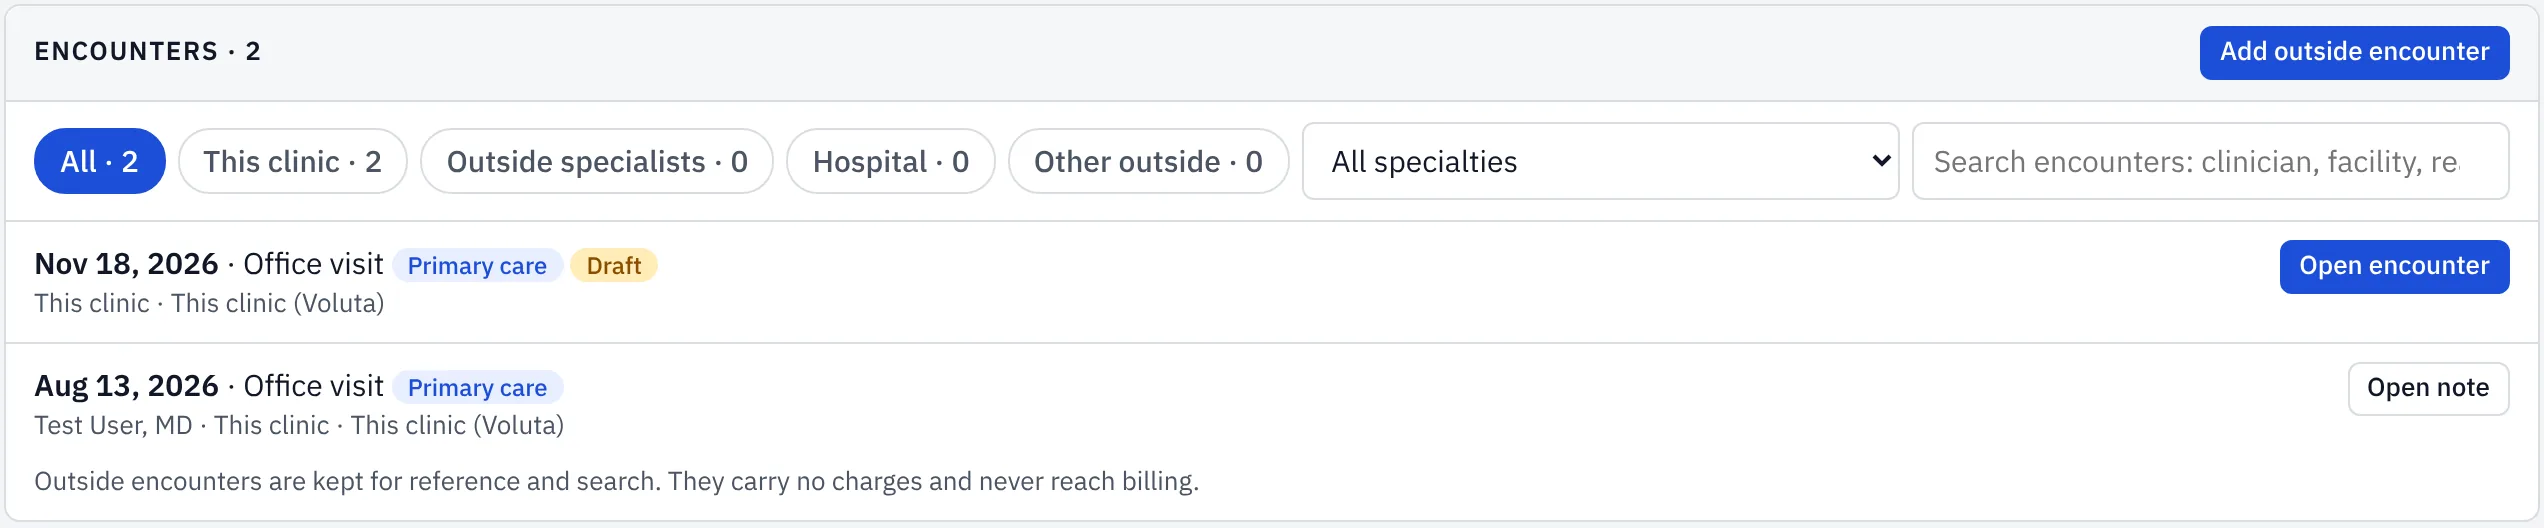 ENCOUNTERS · 2
Add outside encounter
All · 2
This clinic · 2
Outside specialists · 0
Hospital · 0
Other outside · 0
All specialties
Search encounters: clinician, facility, re
Nov 18, 2026 · Office visit Primary care Draft
Open encounter
This clinic · This clinic (Voluta)
Aug 13, 2026 · Office visit Primary care
Open note
Test User, MD · This clinic · This clinic (Voluta)
Outside encounters are kept for reference and search. They carry no charges and never reach billing.